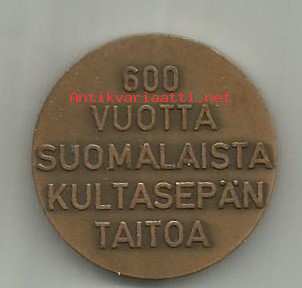 600
Antikvariaatti.net
VUOTTA
SUOMALAISTA
KULTASEPÄN
TAITOA